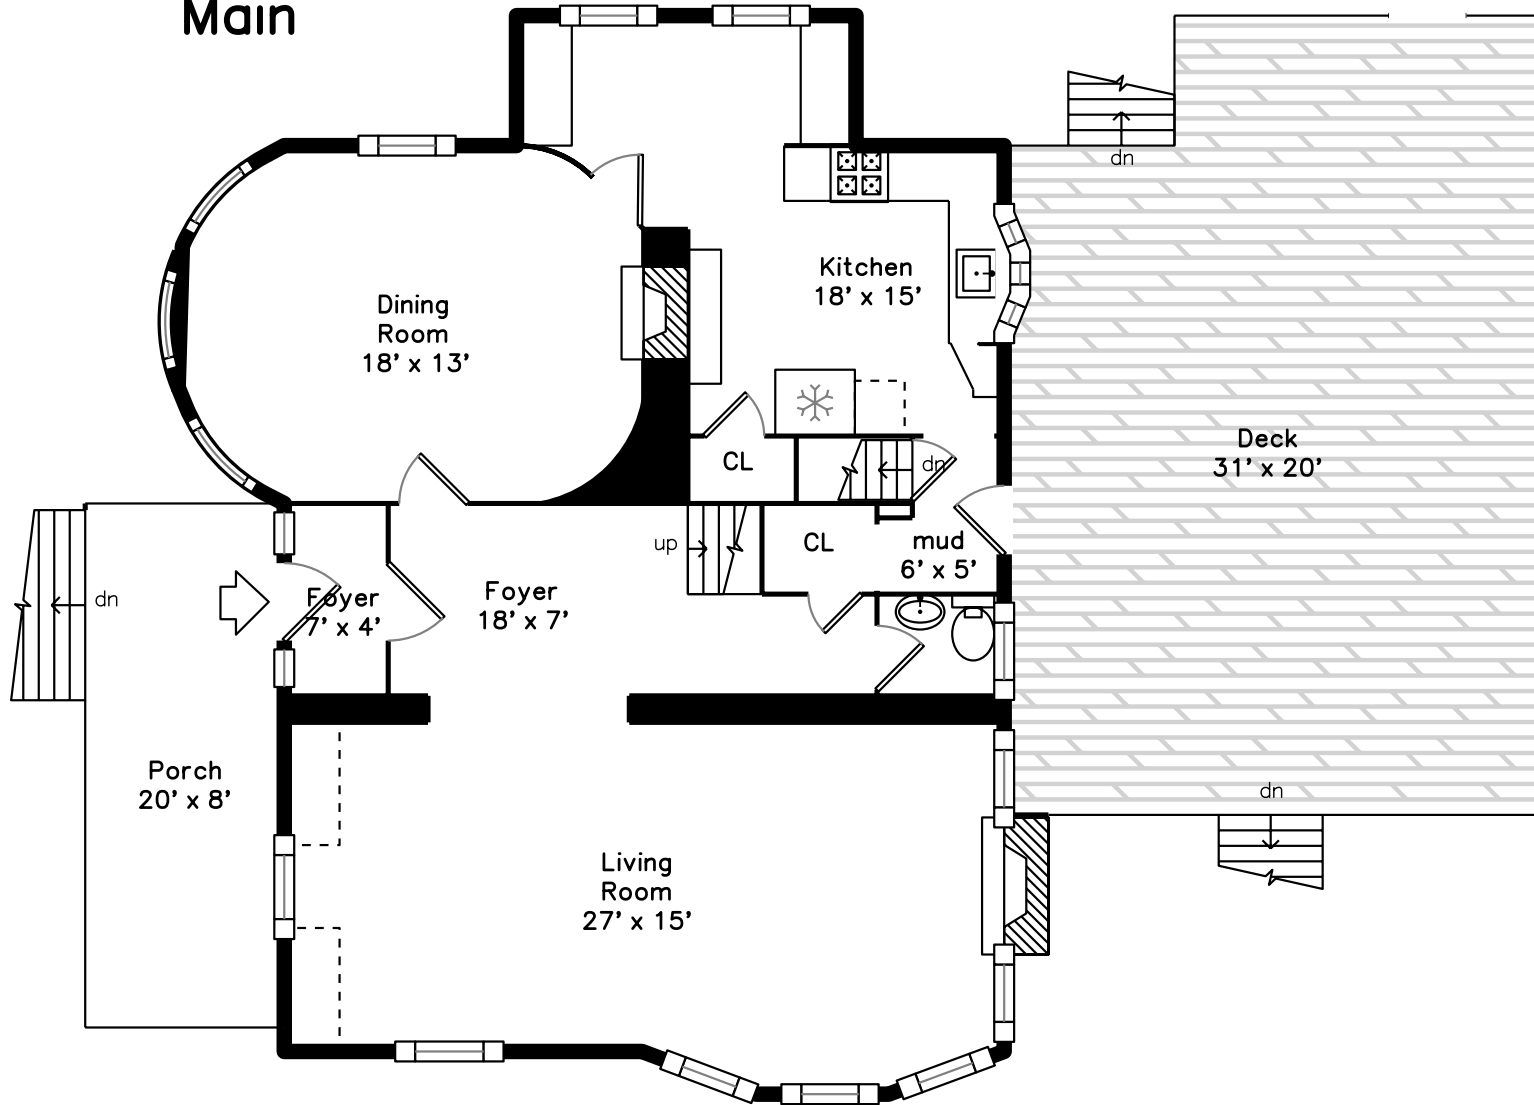 Main
dn
Kitchen
18' x 15'
Dining
Room
18' x 13'
Deck
31' x 20'
CL
dn
up
CL
mud
6' x 5'
dn
Foyer
7' x 4'
Foyer
18' x 7'
Porch
20' x 8'
dn
Living
Room
27' x 15'